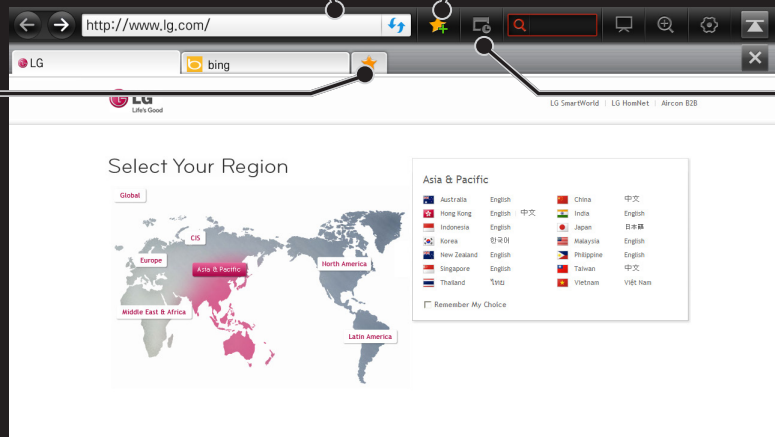 http://www.lg.com/
LG
bing
LG
Life's Good
LG SmartWorld LG HomNet Aircon B2B
Select Your Region
Global
CIS
Europe
Asia & Pacific
North America
Middle East & Africa
Latin America
Asia & Pacific
Australia English China 中文
Hong Kong English 中文 India English
Indonesia English Japan 日本語
Korea 한국어 Malaysia English
New Zealand English Philippine English
Singapore English Taiwan 中文
Thailand ไทย Vietnam Việt Nam
Remember My Choice